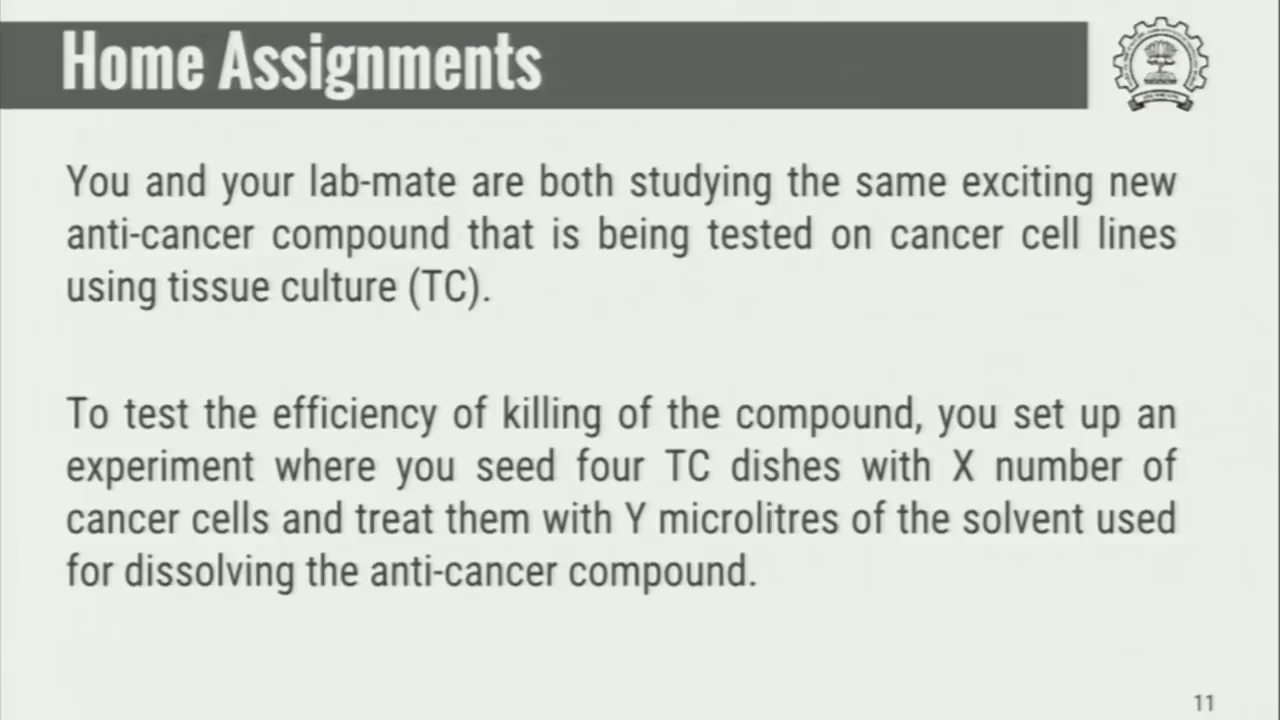 Home Assignments
You and your lab-mate are both studying the same exciting new
anti-cancer compound that is being tested on cancer cell lines
using tissue culture (TC).
To test the efficiency of killing of the compound, you set up an
experiment where you seed four TC dishes with X number of
cancer cells and treat them with Y microlitres of the solvent used
for dissolving the anti-cancer compound.
11